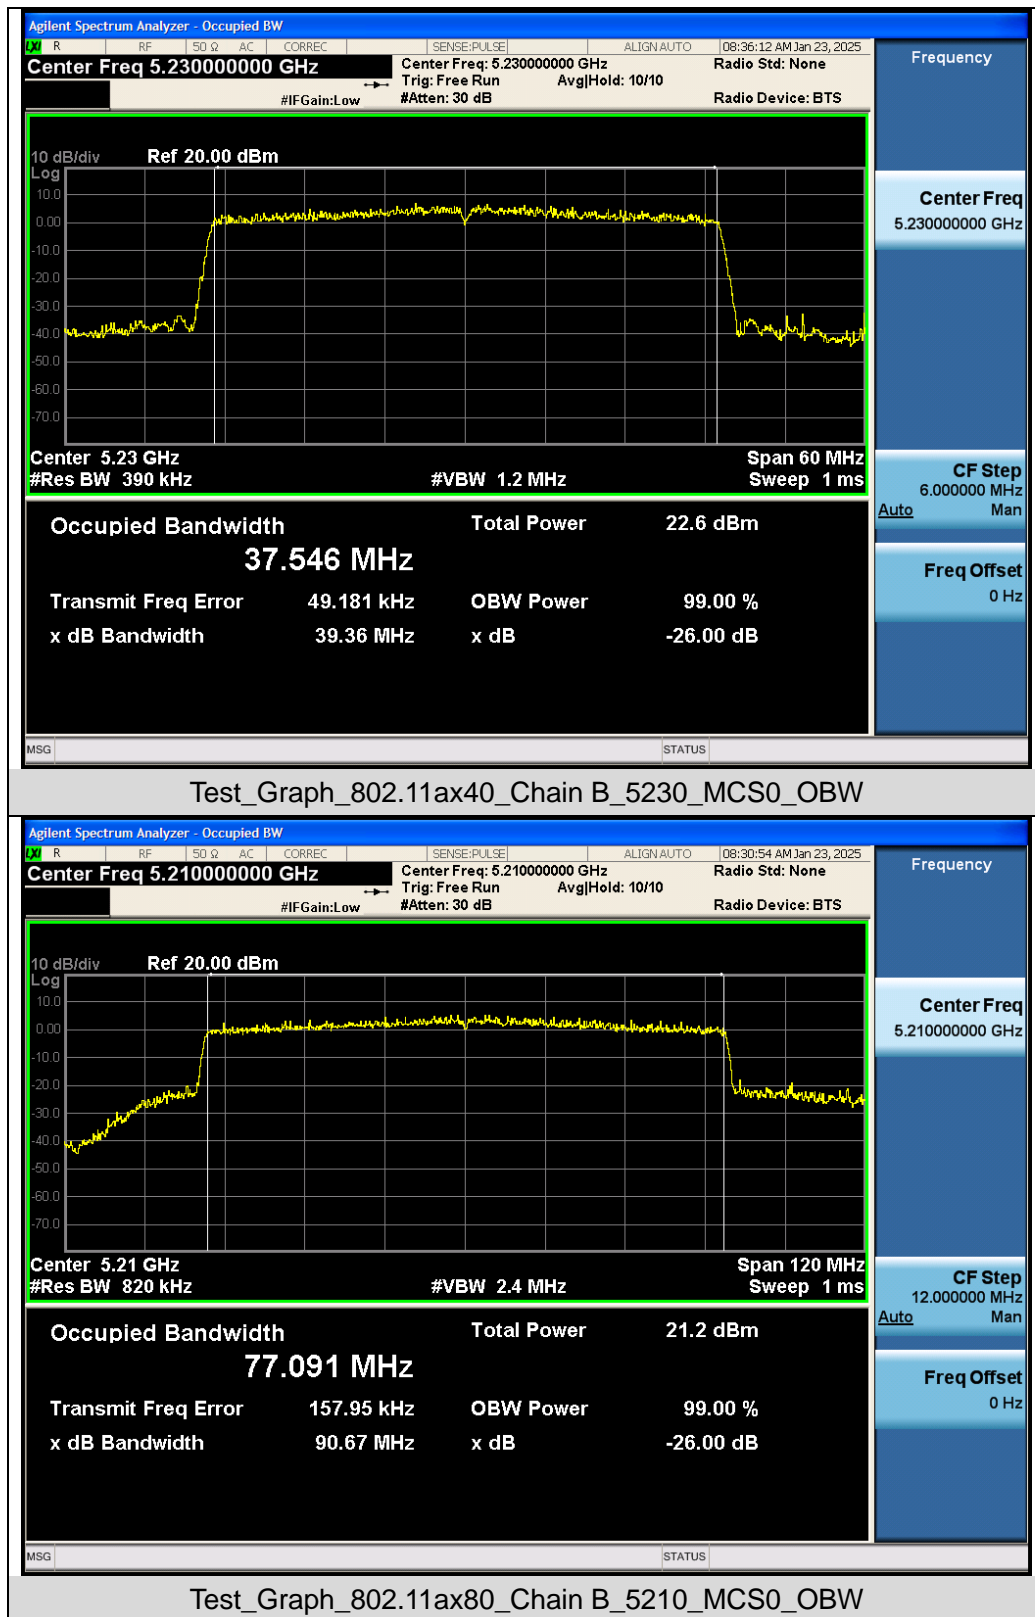 Agilent Spectrum Analyzer - Occupied BW
LXI R RF 50 Ω AC CORREC SENSE:PULSE ALIGN AUTO 08:36:12 AM Jan 23, 2025
Center Freq 5.230000000 GHz
Center Freq: 5.230000000 GHz
Radio Std: None
Trig: Free Run Avg|Hold: 10/10
#IFGain:Low
#Atten: 30 dB
Radio Device: BTS
Frequency
10 dB/div Ref 20.00 dBm
Log
10.0
0.00
-10.0
-20.0
-30.0
-40.0
-50.0
-60.0
-70.0
Center 5.23 GHz Span 60 MHz
#Res BW 390 kHz #VBW 1.2 MHz Sweep 1 ms
Center Freq
5.230000000 GHz
CF Step
6.000000 MHz
Auto Man
Freq Offset
0 Hz
Occupied Bandwidth Total Power 22.6 dBm
37.546 MHz
Transmit Freq Error 49.181 kHz OBW Power 99.00 %
x dB Bandwidth 39.36 MHz x dB -26.00 dB
MSG STATUS
Test_Graph_802.11ax40_Chain B_5230_MCS0_OBW
Agilent Spectrum Analyzer - Occupied BW
LXI R RF 50 Ω AC CORREC SENSE:PULSE ALIGN AUTO 08:30:54 AM Jan 23, 2025
Center Freq 5.210000000 GHz
Center Freq: 5.210000000 GHz
Radio Std: None
Trig: Free Run Avg|Hold: 10/10
#IFGain:Low
#Atten: 30 dB
Radio Device: BTS
Frequency
10 dB/div Ref 20.00 dBm
Log
10.0
0.00
-10.0
-20.0
-30.0
-40.0
-50.0
-60.0
-70.0
Center 5.21 GHz Span 120 MHz
#Res BW 820 kHz #VBW 2.4 MHz Sweep 1 ms
Center Freq
5.210000000 GHz
CF Step
12.000000 MHz
Auto Man
Freq Offset
0 Hz
Occupied Bandwidth Total Power 21.2 dBm
77.091 MHz
Transmit Freq Error 157.95 kHz OBW Power 99.00 %
x dB Bandwidth 90.67 MHz x dB -26.00 dB
MSG STATUS
Test_Graph_802.11ax80_Chain B_5210_MCS0_OBW